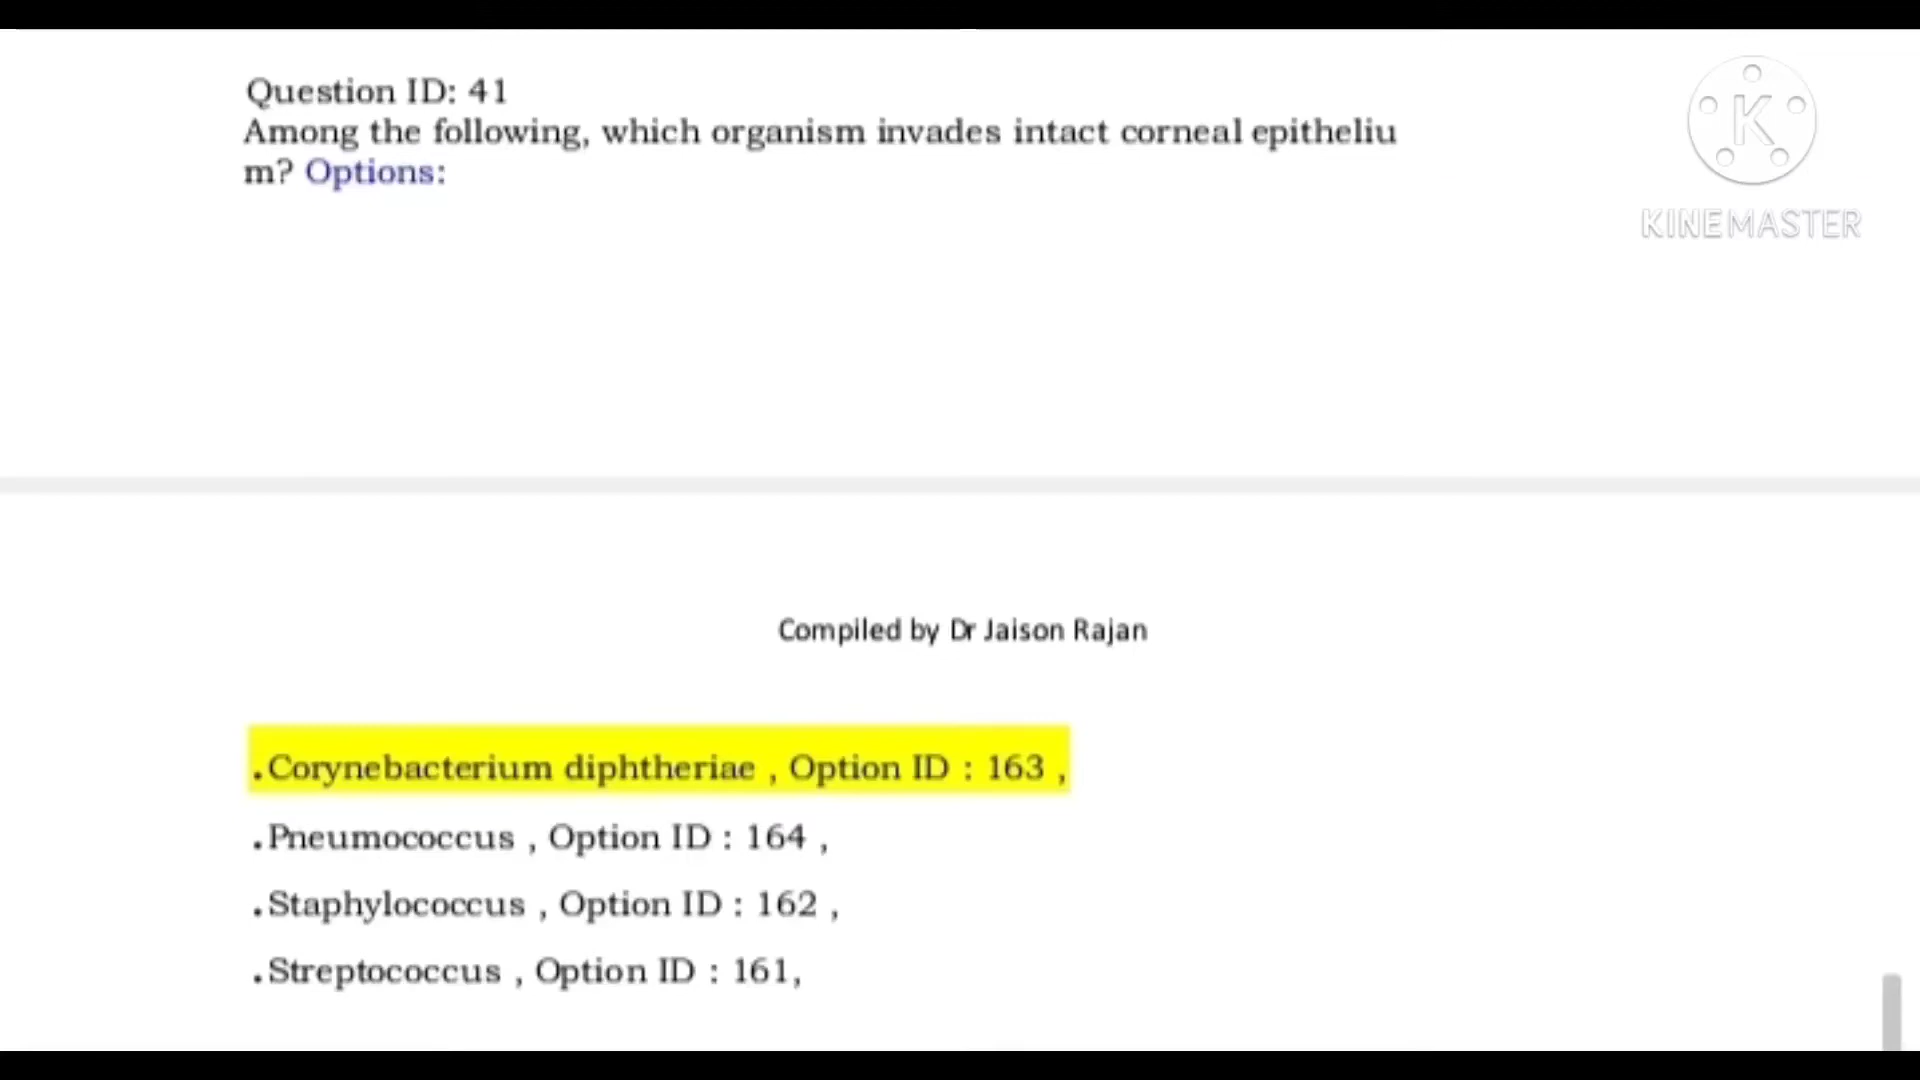 Question ID: 41
Among the following, which organism invades intact corneal epitheliu
m? Options:
K
KINEMASTER
Compiled by Dr Jaison Rajan
.Corynebacterium diphtheriae , Option ID : 163 ,
.Pneumococcus , Option ID : 164 ,
.Staphylococcus , Option ID : 162 ,
.Streptococcus , Option ID : 161,